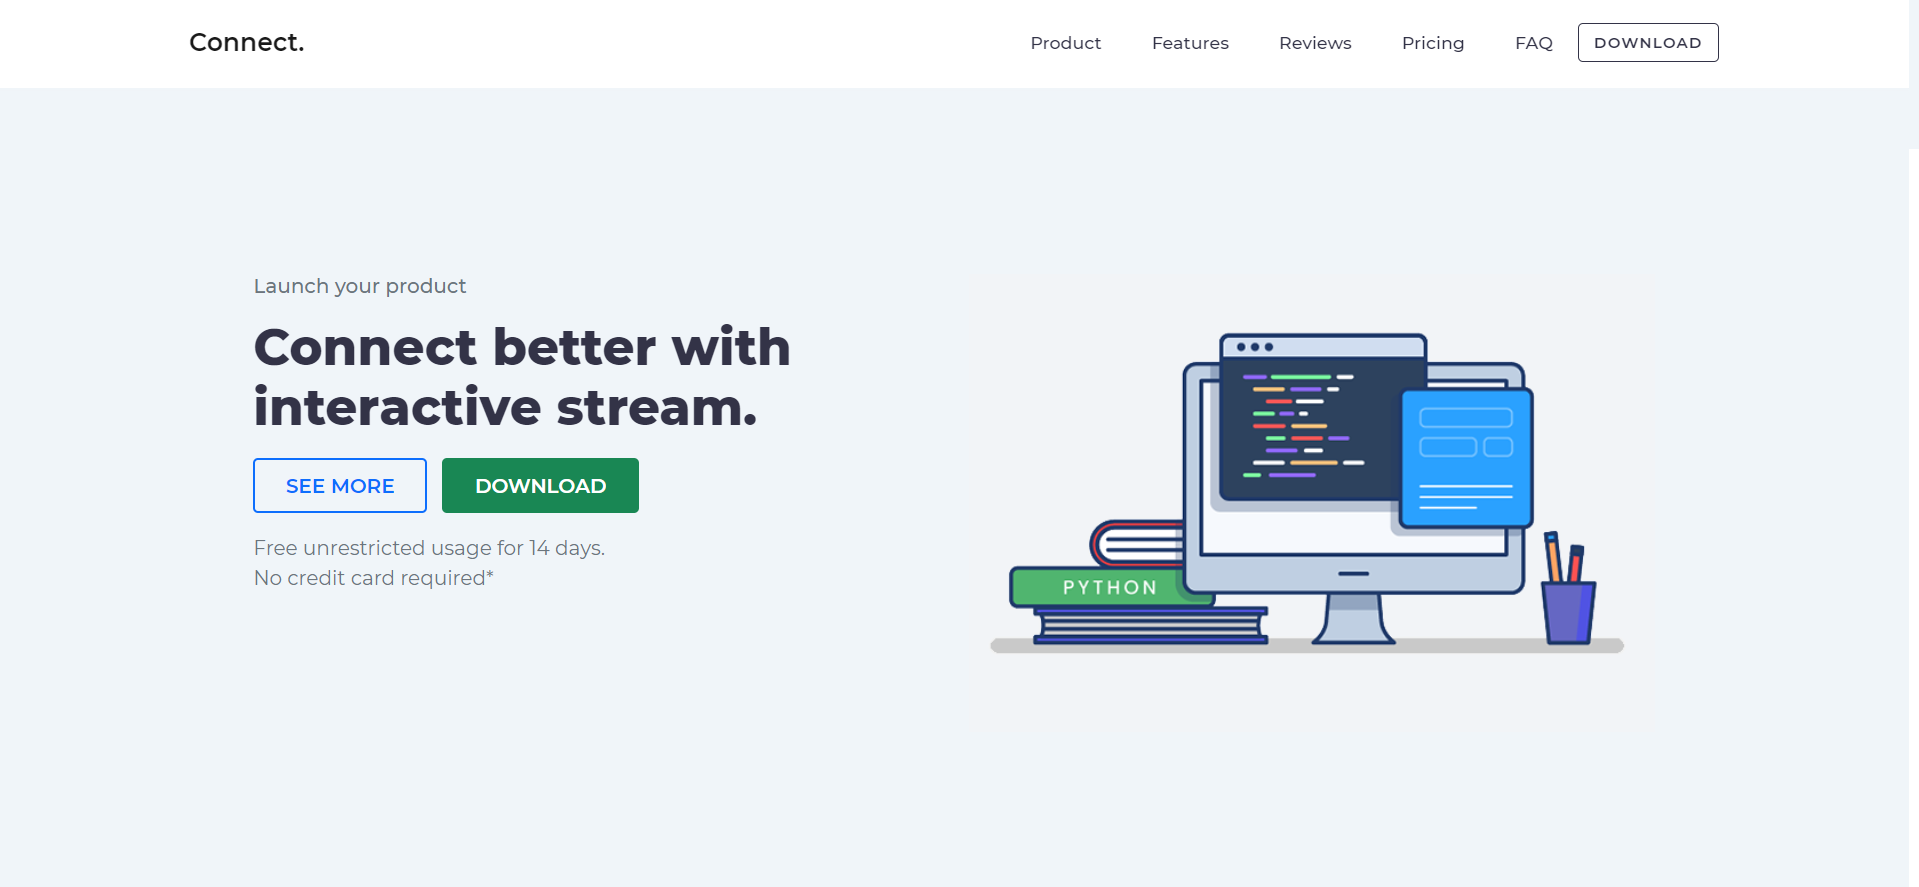 Connect.
Product Features Reviews Pricing FAQ DOWNLOAD
Launch your product
Connect better with
interactive stream.
SEE MORE DOWNLOAD
Free unrestricted usage for 14 days.
No credit card required*
PYTHON